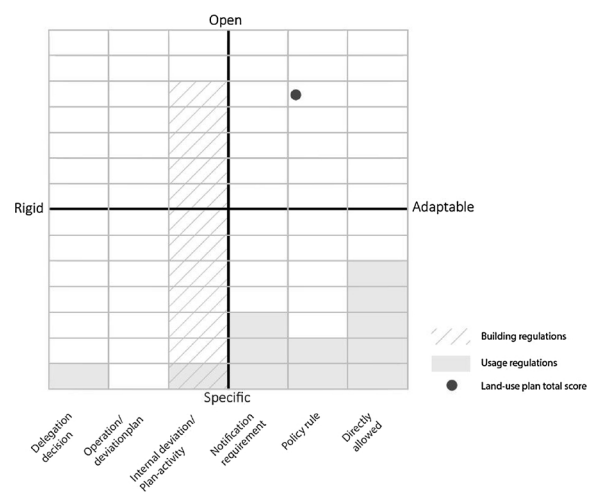 Open
Rigid
Adaptable
Specific
Building regulations
Usage regulations
Land-use plan total score
Delegation
decision
Operation/
deviationplan
Internal deviation/
Plan-activity
Notification
requirement
Policy rule
Directly
allowed